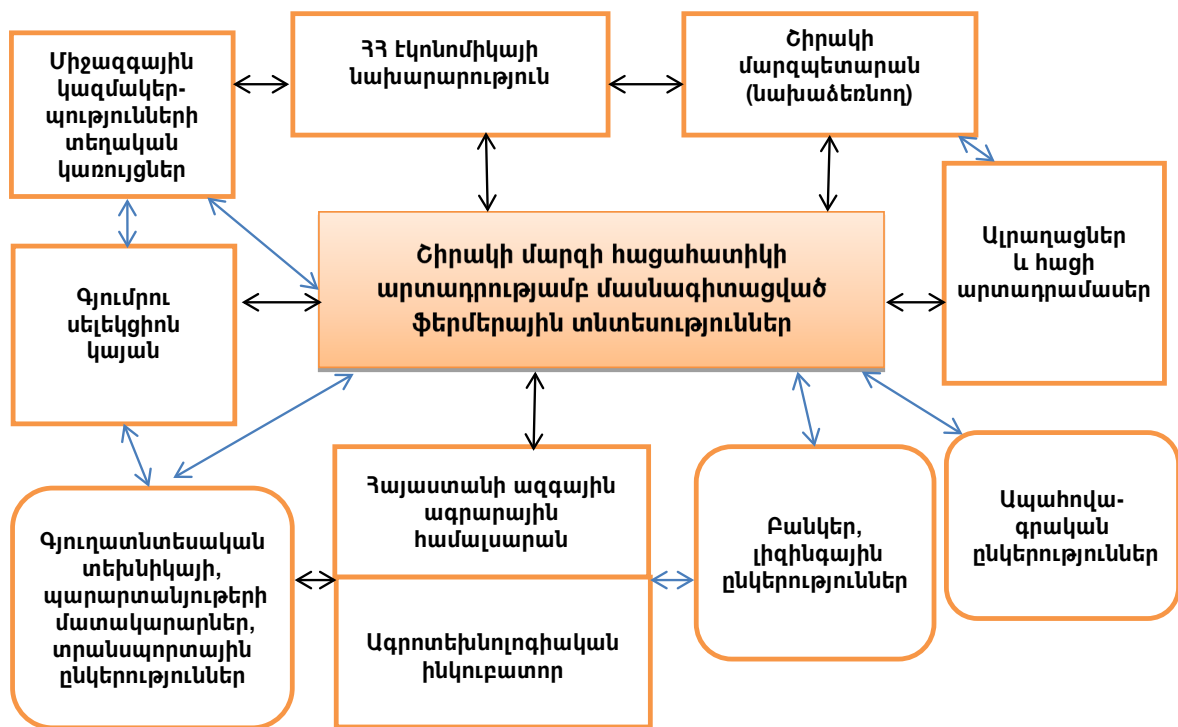 Միջազգային
կազմակեր-
պությունների
տեղական
կառույցներ
ՀՀ էկոնոմիկայի
նախարարություն
Շիրակի
մարզպետարան
(նախաձեռնող)
Գյումրու
սելեկցիոն
կայան
Շիրակի մարզի հացահատիկի
արտադրությամբ մասնագիտացված
ֆերմերային տնտեսություններ
Ալրաղացներ
և հացի
արտադրամասեր
Գյուղատնտեսական
տեխնիկայի,
պարարտանյութերի
մատակարարներ,
տրանսպորտային
ընկերություններ
Հայաստանի ազգային
ագրարային
համալսարան
Ագրոտեխնոլոգիական
ինկուբատոր
Բանկեր,
լիզինգային
ընկերություններ
Ապահովա-
գրական
ընկերություններ